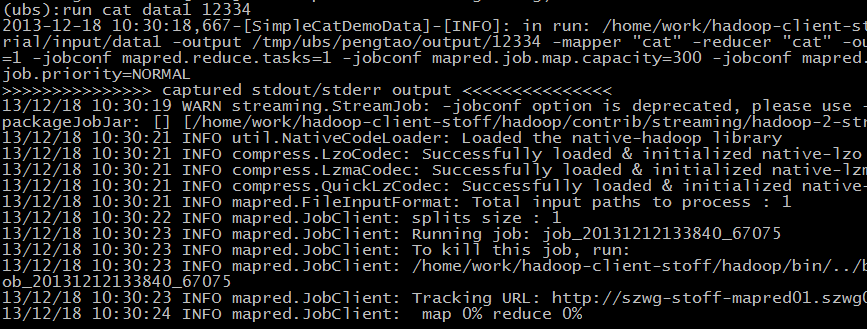 (ubs):run cat data1 12334
2013-12-18 10:30:18,667-[SimpleCatDemoData]-[INFO]: in run: /home/work/hadoop-client-st
rial/input/data1 -output /tmp/ubs/pengtao/output/12334 -mapper "cat" -reducer "cat" -ou
=1 -jobconf mapred.reduce.tasks=1 -jobconf mapred.job.map.capacity=300 -jobconf mapred.
job.priority=NORMAL
>>>>>>>>>>>>>>> captured stdout/stderr output <<<<<<<<<<<<<<<
13/12/18 10:30:19 WARN streaming.StreamJob: -jobconf option is deprecated, please use -
packageJobJar: [] [/home/work/hadoop-client-stoff/hadoop/contrib/streaming/hadoop-2-str
13/12/18 10:30:21 INFO util.NativeCodeLoader: Loaded the native-hadoop library
13/12/18 10:30:21 INFO compress.LzoCodec: Successfully loaded & initialized native-lzo
13/12/18 10:30:21 INFO compress.LzmaCodec: Successfully loaded & initialized native-lzm
13/12/18 10:30:21 INFO compress.QuickLzCodec: Successfully loaded & initialized native-
13/12/18 10:30:21 INFO mapred.FileInputFormat: Total input paths to process : 1
13/12/18 10:30:22 INFO mapred.JobClient: splits size : 1
13/12/18 10:30:23 INFO mapred.JobClient: Running job: job_20131212133840_67075
13/12/18 10:30:23 INFO mapred.JobClient: To kill this job, run:
13/12/18 10:30:23 INFO mapred.JobClient: /home/work/hadoop-client-stoff/hadoop/bin/../b
ob_20131212133840_67075
13/12/18 10:30:23 INFO mapred.JobClient: Tracking URL: http://szwg-stoff-mapred01.szwg0
13/12/18 10:30:24 INFO mapred.JobClient:  map 0% reduce 0%